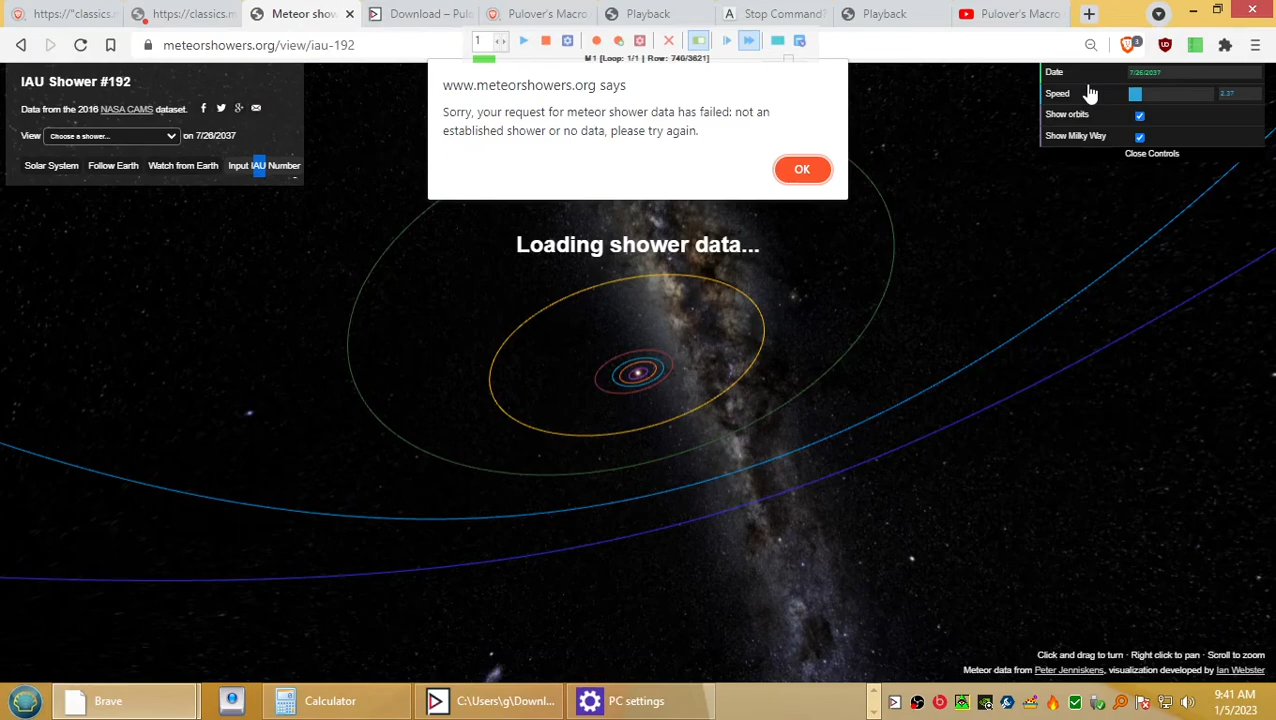 https://"classics.m
https://classics.m
Meteor show
Download – Pulo
Pulover's Macro
Playback
Stop Command?
Playback
Pulover's Macro
meteorshowers.org/view/iau-192
1
3
M1 [Loop: 1/1 | Row: 740/3621]
IAU Shower #192
Data from the 2016 NASA CAMS dataset.
View Choose a shower... on 7/26/2037
Solar System Follow Earth Watch from Earth Input IAU Number
www.meteorshowers.org says
Sorry, your request for meteor shower data has failed: not an
established shower or no data, please try again.
OK
Date 7/26/2037
Speed 2.37
Show orbits
Show Milky Way
Close Controls
Loading shower data...
Click and drag to turn · Right click to pan · Scroll to zoom
Meteor data from Peter Jenniskens, visualization developed by Ian Webster
Brave
Calculator
C:\Users\g\Downl...
PC settings
9:41 AM
1/5/2023